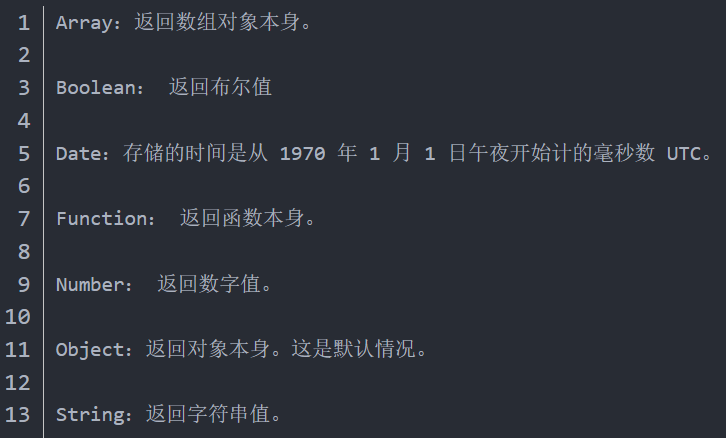 1 Array：返回数组对象本身。
2
3 Boolean： 返回布尔值
4
5 Date：存储的时间是从 1970 年 1 月 1 日午夜开始计的毫秒数 UTC。
6
7 Function： 返回函数本身。
8
9 Number： 返回数字值。
10
11 Object：返回对象本身。这是默认情况。
12
13 String：返回字符串值。